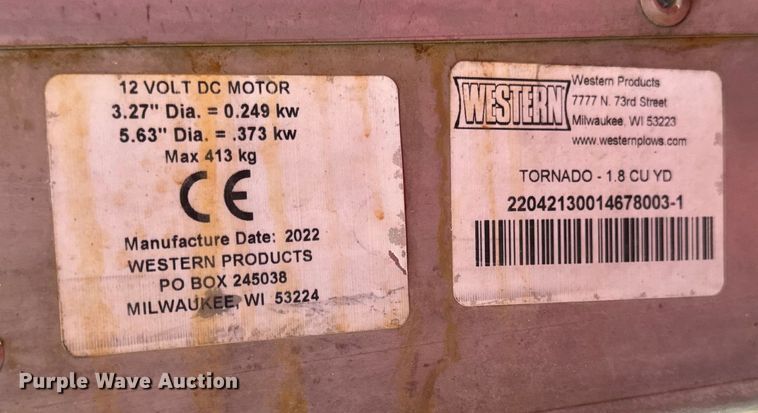 12 VOLT DC MOTOR
3.27" Dia. = 0.249 kw
5.63" Dia. = .373 kw
Max 413 kg
CE
Manufacture Date: 2022
WESTERN PRODUCTS
PO BOX 245038
MILWAUKEE, WI 53224
WESTERN
Western Products
7777 N. 73rd Street
Milwaukee, WI 53223
www.westernplows.com
TORNADO - 1.8 CU YD
22042130014678003-1
Purple Wave Auction